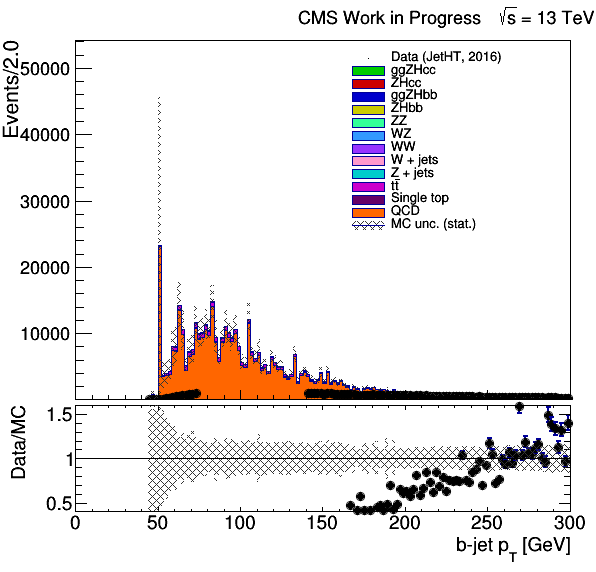 CMS Work in Progress √s = 13 TeV
Events/2.0
50000
40000
30000
20000
10000
Data (JetHT, 2016)
ggZHcc
ZHcc
ggZHbb
ZHbb
ZZ
WZ
WW
W + jets
Z + jets
tt̄
Single top
QCD
MC unc. (stat.)
Data/MC
1.5
1
0.5
0 50 100 150 200 250 300
b-jet p_T [GeV]